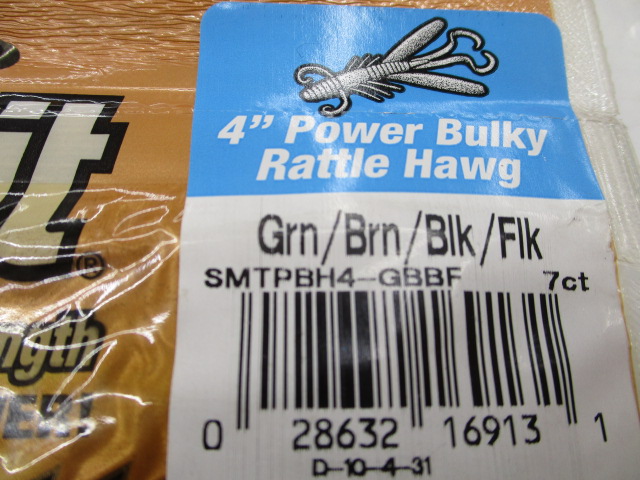 4” Power Bulky
Rattle Hawg
Grn/Brn/Blk/Flk
SMTPBH4-GBBF 7ct
0 28632 16913 1
D-10-4-31
®